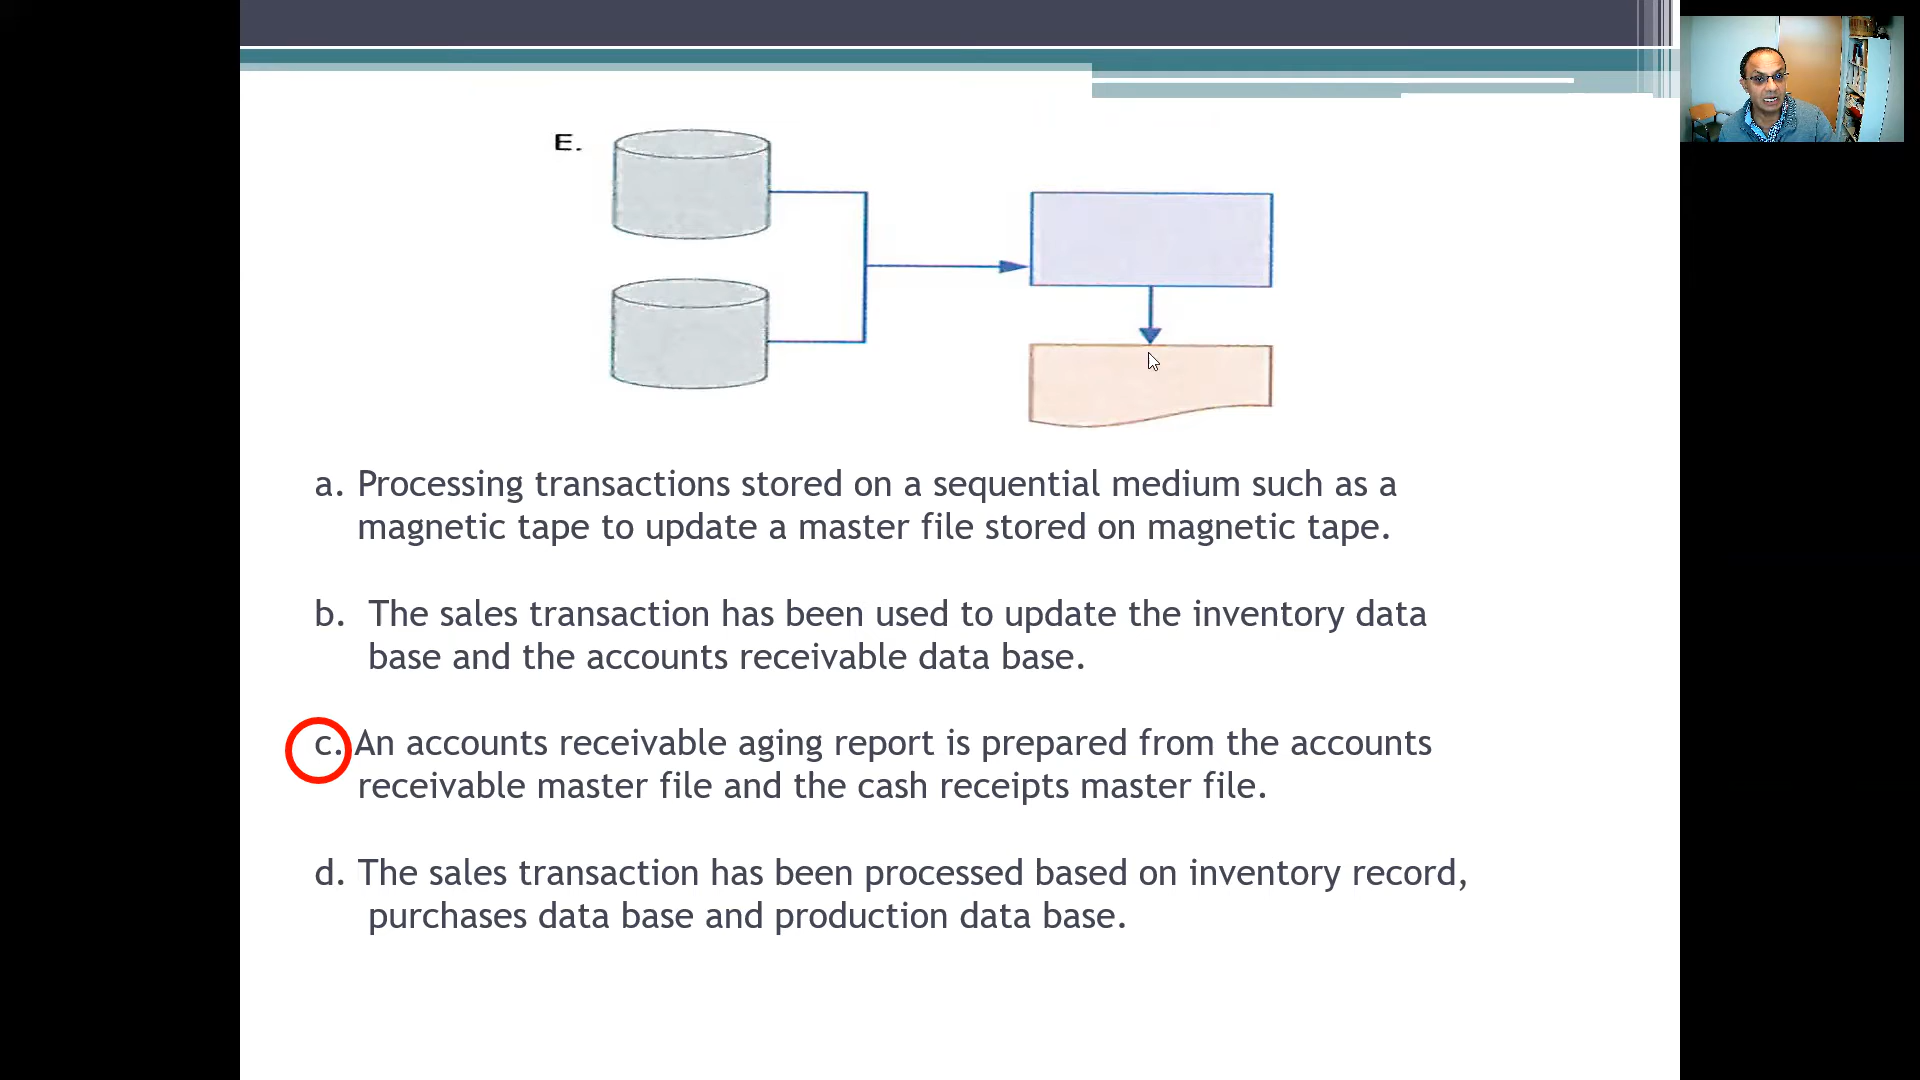 E.
a. Processing transactions stored on a sequential medium such as a
magnetic tape to update a master file stored on magnetic tape.
b. The sales transaction has been used to update the inventory data
base and the accounts receivable data base.
c. An accounts receivable aging report is prepared from the accounts
receivable master file and the cash receipts master file.
d. The sales transaction has been processed based on inventory record,
purchases data base and production data base.